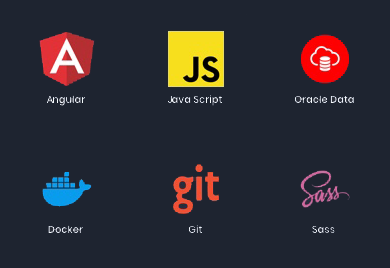 A
JS
Angular
Java Script
Oracle Data
git
Sass
Docker
Git
Sass